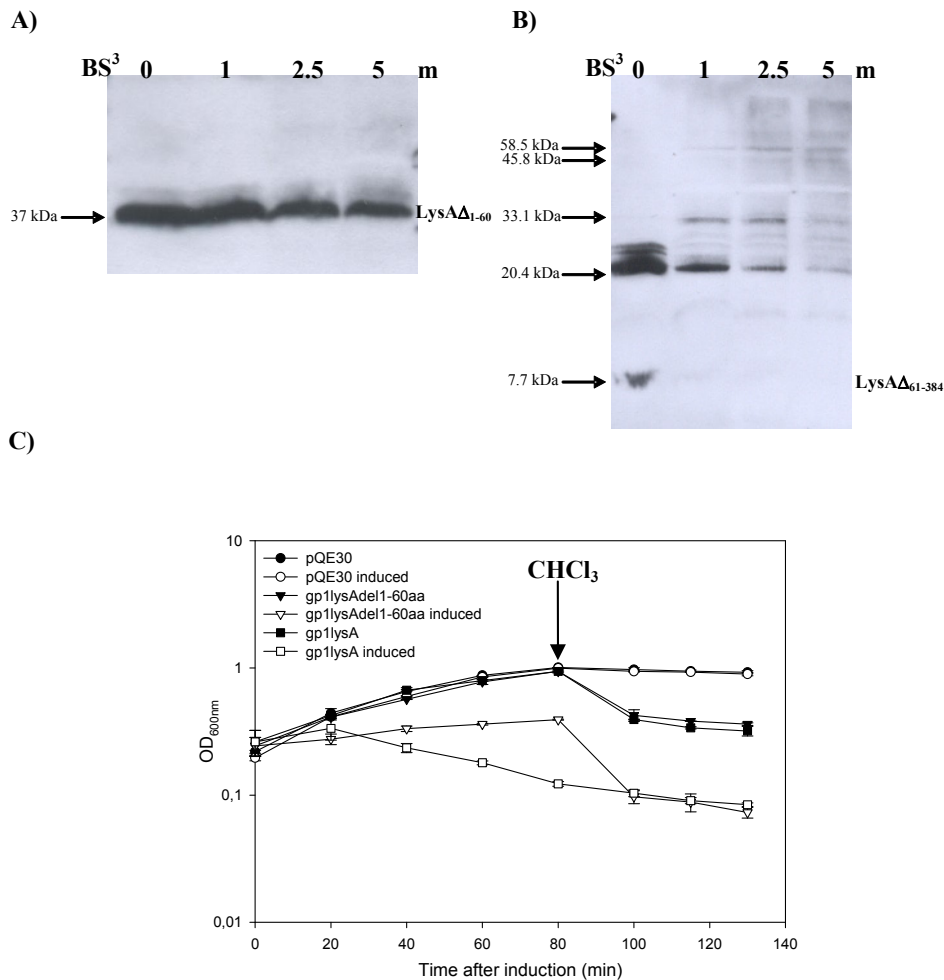 A)
BS3 0 1 2.5 5 m
37 kDa
LysAΔ1-60
B)
BS3 0 1 2.5 5 m
58.5 kDa
45.8 kDa
33.1 kDa
20.4 kDa
7.7 kDa
LysAΔ61-384
C)
pQE30
pQE30 induced
gp1lysAdel1-60aa
gp1lysAdel1-60aa induced
gp1lysA
gp1lysA induced
CHCl3
10
1
0,1
0,01
OD600nm
0 20 40 60 80 100 120 140
Time after induction (min)